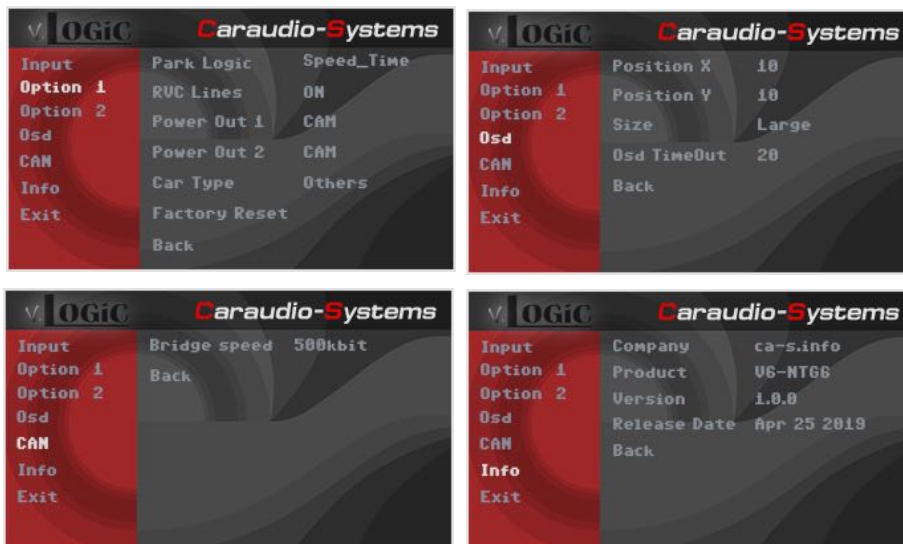 V.LOGiC Caraudio-Systems
Input Park Logic Speed_Time
Option 1 RVC Lines ON
Option 2 Power Out 1 CAM
Osd Power Out 2 CAM
CAN Car Type Others
Info Factory Reset
Exit Back
V.LOGiC Caraudio-Systems
Input Position X 10
Option 1 Position Y 10
Option 2 Size Large
Osd Osd TimeOut 20
CAN Back
Info
Exit
V.LOGiC Caraudio-Systems
Input Bridge speed 500kbit
Option 1 Back
Option 2
Osd
CAN
Info
Exit
V.LOGiC Caraudio-Systems
Input Company ca-s.info
Option 1 Product V6-NTG6
Option 2 Version 1.0.0
Osd Release Date Apr 25 2019
CAN Back
Info
Exit